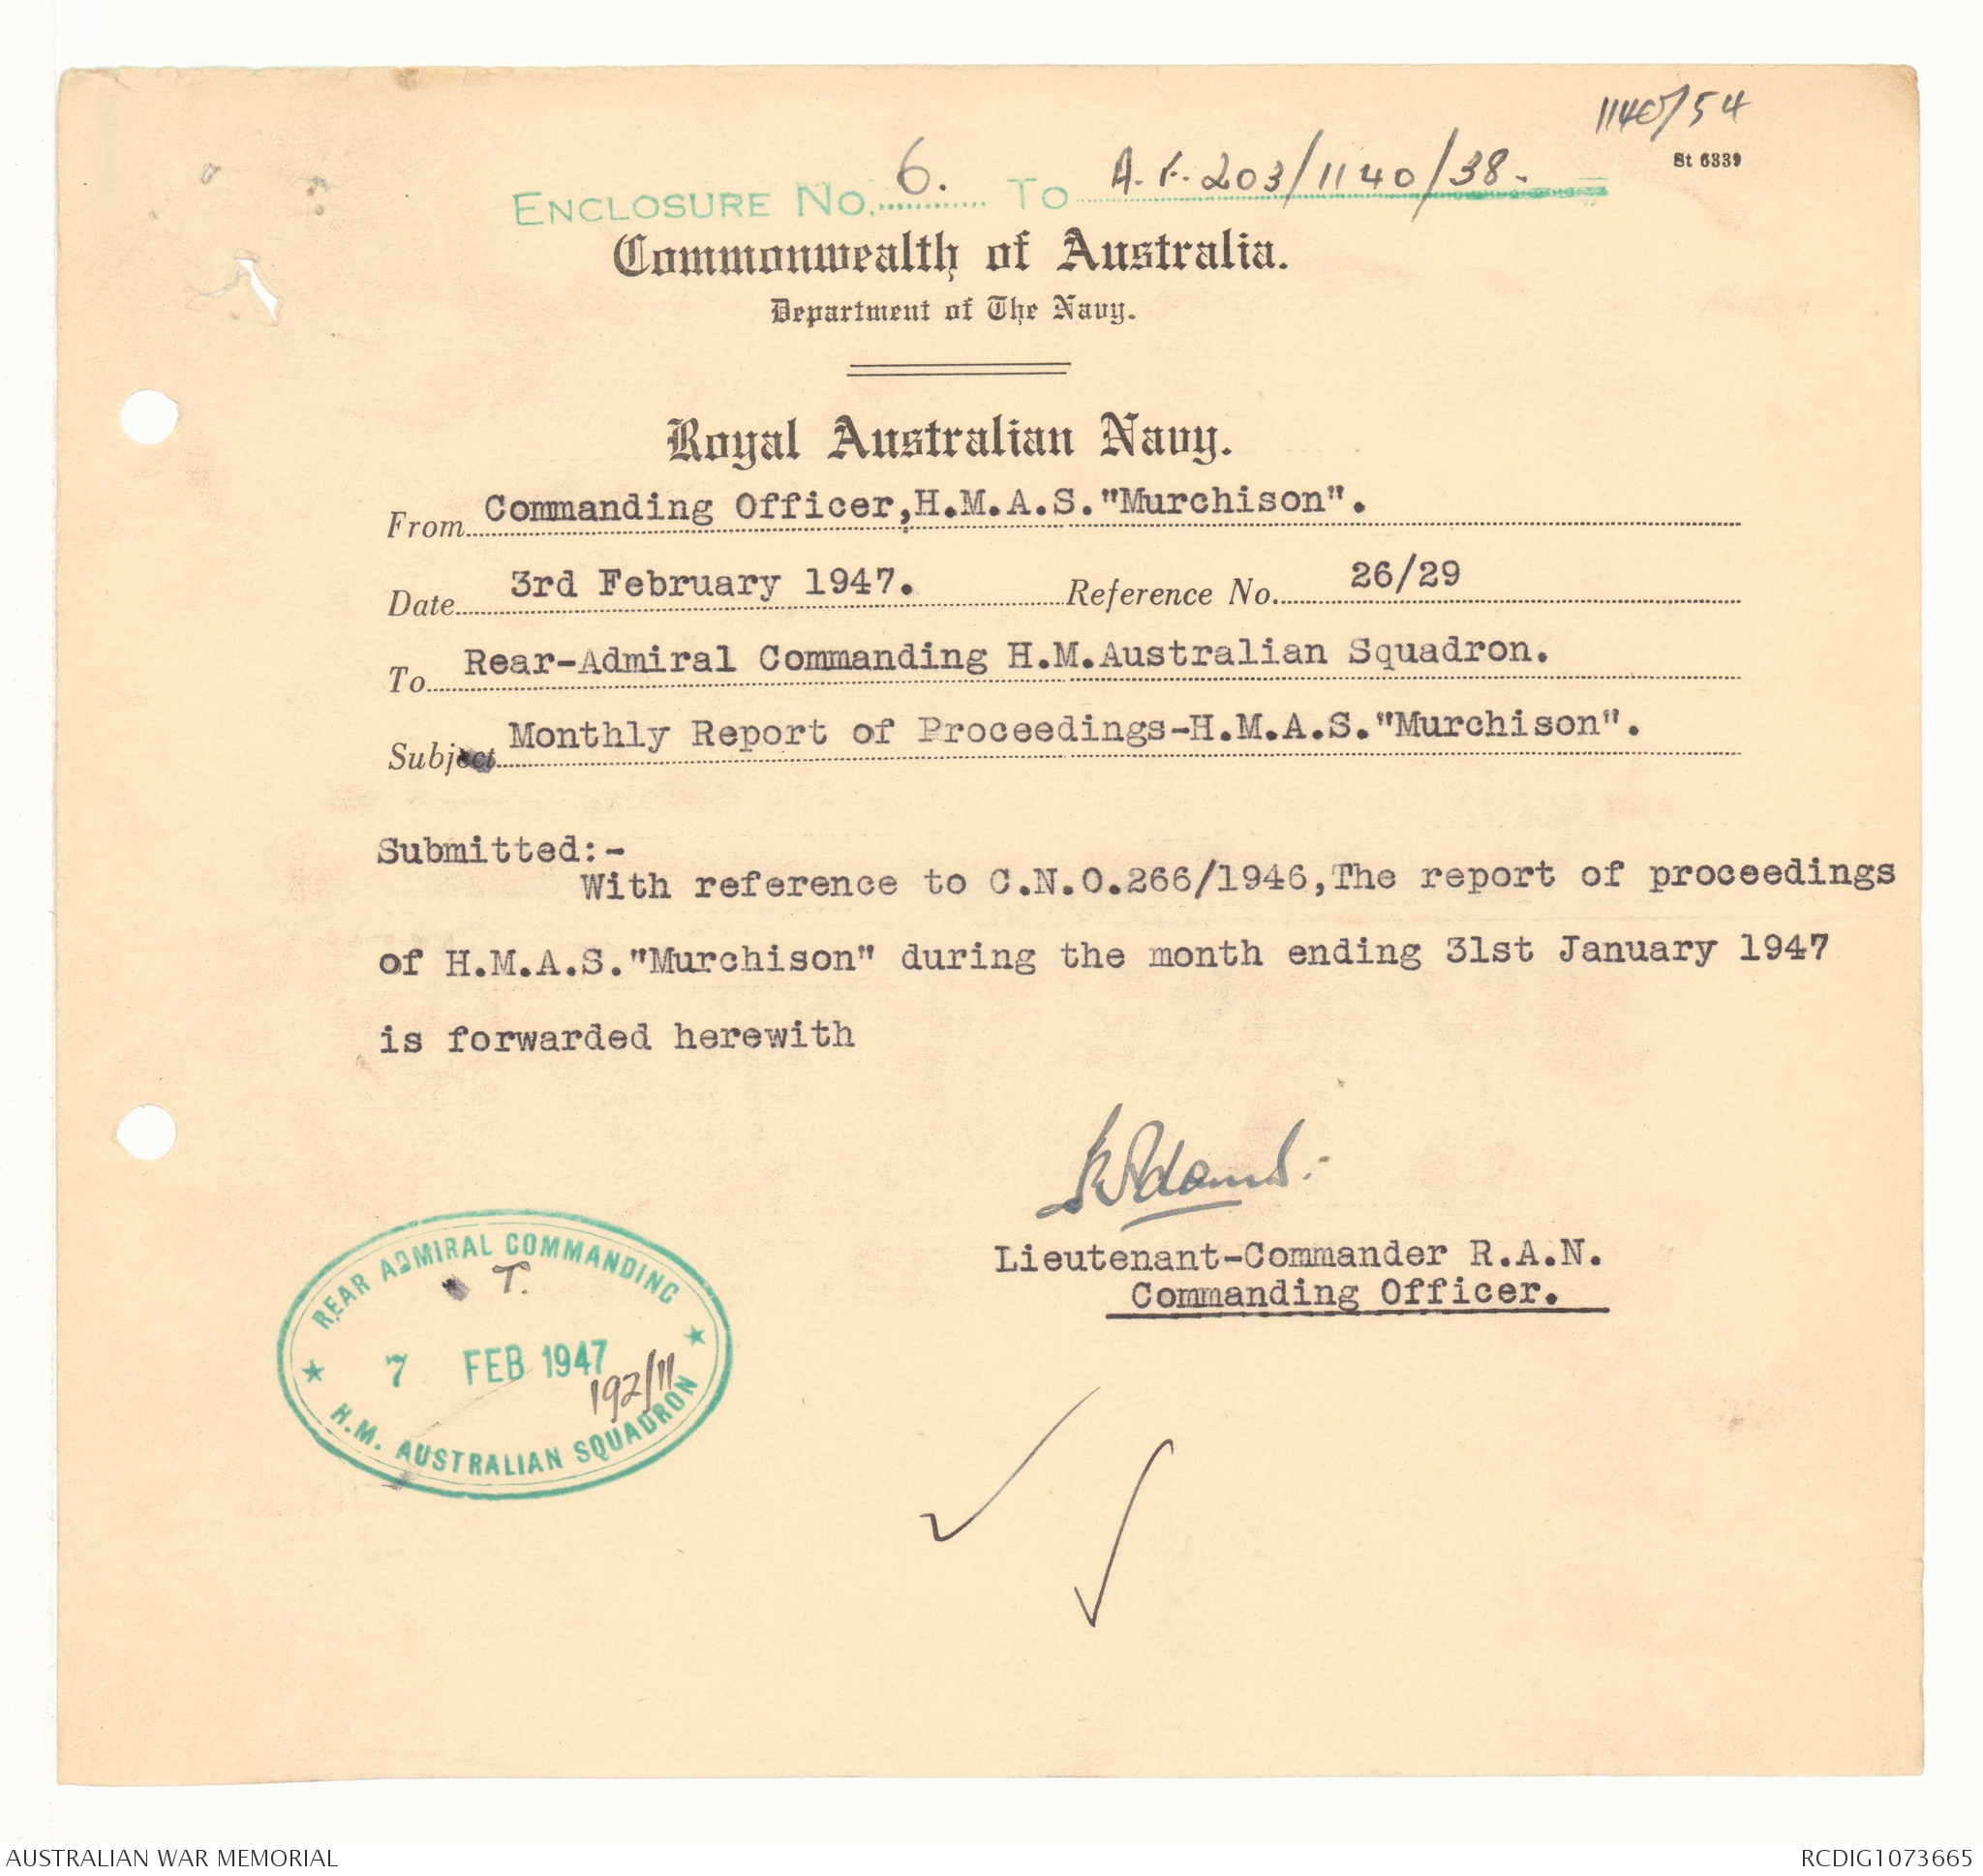 1140/54
St 6339
ENCLOSURE No. 6. To A.F. 203/1140/38.
Commonwealth of Australia.
Department of The Navy.
Royal Australian Navy.
From Commanding Officer,H.M.A.S."Murchison".
Date 3rd February 1947. Reference No. 26/29
To Rear-Admiral Commanding H.M.Australian Squadron.
Subject Monthly Report of Proceedings-H.M.A.S."Murchison".
Submitted:-
With reference to C.N.O.266/1946,The report of proceedings
of H.M.A.S."Murchison" during the month ending 31st January 1947
is forwarded herewith
Lieutenant-Commander R.A.N.
Commanding Officer.
REAR ADMIRAL COMMANDING
T.
7 FEB 1947
192/11
H.M. AUSTRALIAN SQUADRON
AUSTRALIAN WAR MEMORIAL
RCDIG1073665